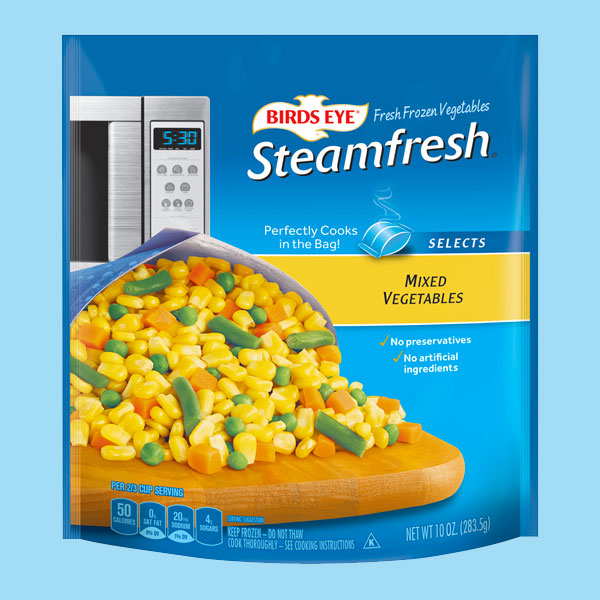 5:30
BIRDS EYE®
Fresh Frozen Vegetables
Steamfresh®
Perfectly Cooks
in the Bag!
SELECTS
MIXED
VEGETABLES
✓No preservatives
✓No artificial
ingredients
PER 2/3 CUP SERVING
50
CALORIES
0g
SAT FAT
0% DV
20mg
SODIUM
1% DV
4g
SUGARS
SERVING SUGGESTION
KEEP FROZEN – DO NOT THAW
COOK THOROUGHLY – SEE COOKING INSTRUCTIONS
K
NET WT 10 OZ. (283.5g)